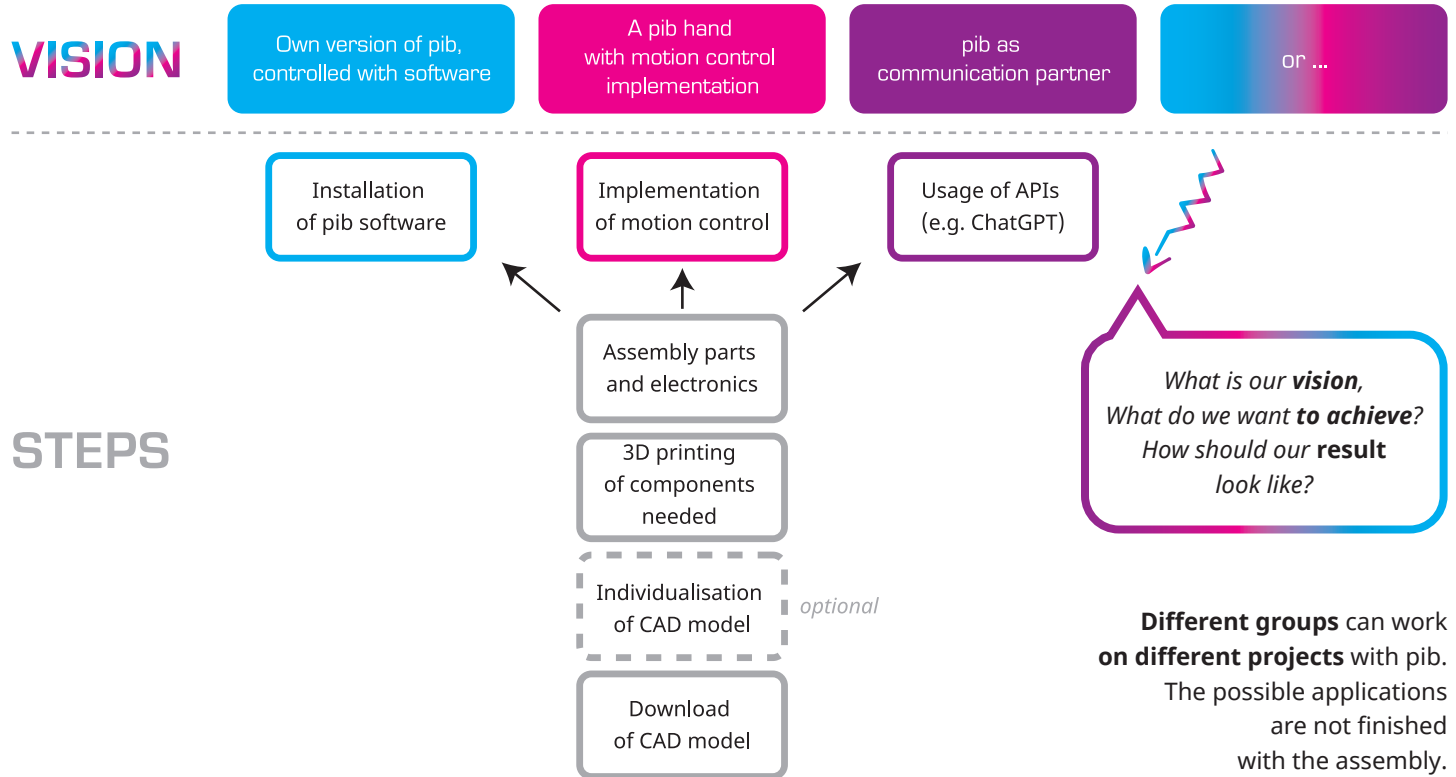 VISION
Own version of pib,
controlled with software
A pib hand
with motion control
implementation
pib as
communication partner
or ...
Installation
of pib software
Implementation
of motion control
Usage of APIs
(e.g. ChatGPT)
Assembly parts
and electronics
STEPS
3D printing
of components
needed
Individualisation
of CAD model
optional
Download
of CAD model
What is our vision,
What do we want to achieve?
How should our result
look like?
Different groups can work
on different projects with pib.
The possible applications
are not finished
with the assembly.